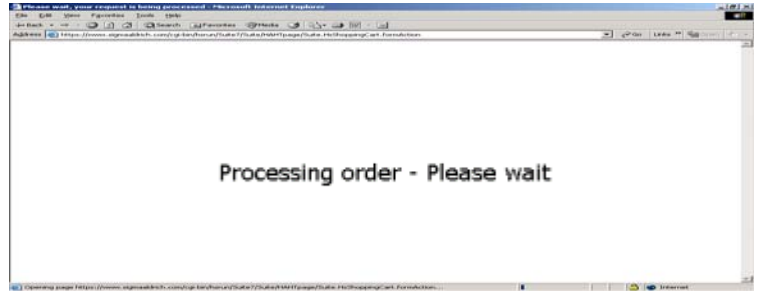 Please wait, your request is being processed - Microsoft Internet Explorer
File Edit View Favorites Tools Help
Back Search Favorites Media
Address https://www.sigmaaldrich.com/cgi-bin/hsrun/Suite7/Suite/HAHTpage/Suite.HsShoppingCart.formAction Go Links
Processing order - Please wait
Opening page https://www.sigmaaldrich.com/cgi-bin/hsrun/Suite7/Suite/HAHTpage/Suite.HsShoppingCart.formAction... Internet